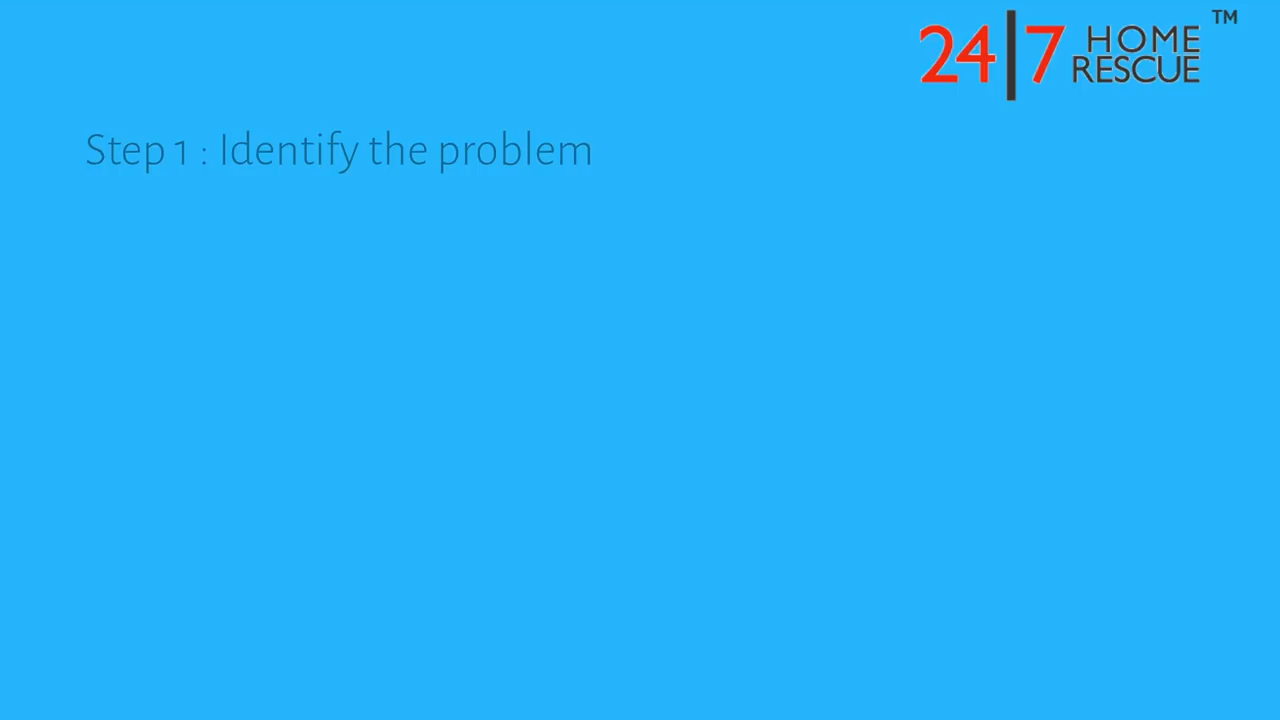 24|7 HOME RESCUE ™
Step 1 : Identify the problem